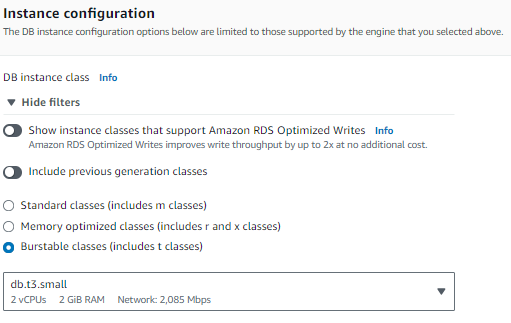 Instance configuration
The DB instance configuration options below are limited to those supported by the engine that you selected above.
DB instance class Info
▼ Hide filters
Show instance classes that support Amazon RDS Optimized Writes Info
Amazon RDS Optimized Writes improves write throughput by up to 2x at no additional cost.
Include previous generation classes
Standard classes (includes m classes)
Memory optimized classes (includes r and x classes)
Burstable classes (includes t classes)
db.t3.small
2 vCPUs 2 GiB RAM Network: 2,085 Mbps